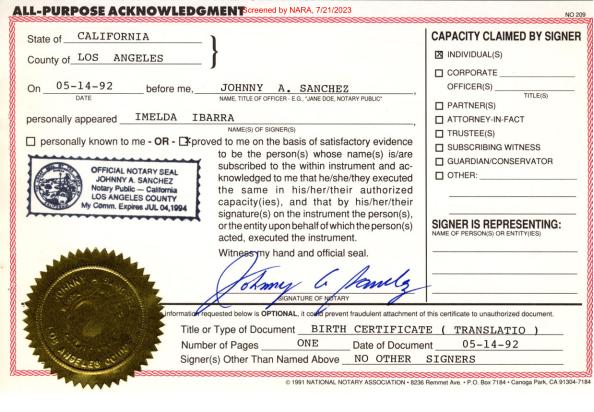 ALL-PURPOSE ACKNOWLEDGMENT
Screened by NARA, 7/21/2023
NO 209
State of CALIFORNIA
County of LOS ANGELES
On 05-14-92 before me, JOHNNY A. SANCHEZ
DATE NAME, TITLE OF OFFICER - E.G., "JANE DOE, NOTARY PUBLIC"
personally appeared IMELDA IBARRA
NAME(S) OF SIGNER(S)
personally known to me - OR - proved to me on the basis of satisfactory evidence
to be the person(s) whose name(s) is/are
subscribed to the within instrument and ac-
knowledged to me that he/she/they executed
the same in his/her/their authorized
capacity(ies), and that by his/her/their
signature(s) on the instrument the person(s),
or the entity upon behalf of which the person(s)
acted, executed the instrument.
Witness my hand and official seal.
Johnny A Sanchez
SIGNATURE OF NOTARY
OFFICIAL NOTARY SEAL
JOHNNY A. SANCHEZ
Notary Public — California
LOS ANGELES COUNTY
My Comm. Expires JUL 04,1994
CAPACITY CLAIMED BY SIGNER
X INDIVIDUAL(S)
CORPORATE
OFFICER(S)
TITLE(S)
PARTNER(S)
ATTORNEY-IN-FACT
TRUSTEE(S)
SUBSCRIBING WITNESS
GUARDIAN/CONSERVATOR
OTHER:
SIGNER IS REPRESENTING:
NAME OF PERSON(S) OR ENTITY(IES)
information requested below is OPTIONAL, it could prevent fraudulent attachment of this certificate to unauthorized document.
Title or Type of Document BIRTH CERTIFICATE ( TRANSLATIO )
Number of Pages ONE Date of Document 05-14-92
Signer(s) Other Than Named Above NO OTHER SIGNERS
© 1991 NATIONAL NOTARY ASSOCIATION • 8236 Remmet Ave. • P.O. Box 7184 • Canoga Park, CA 91304-7184